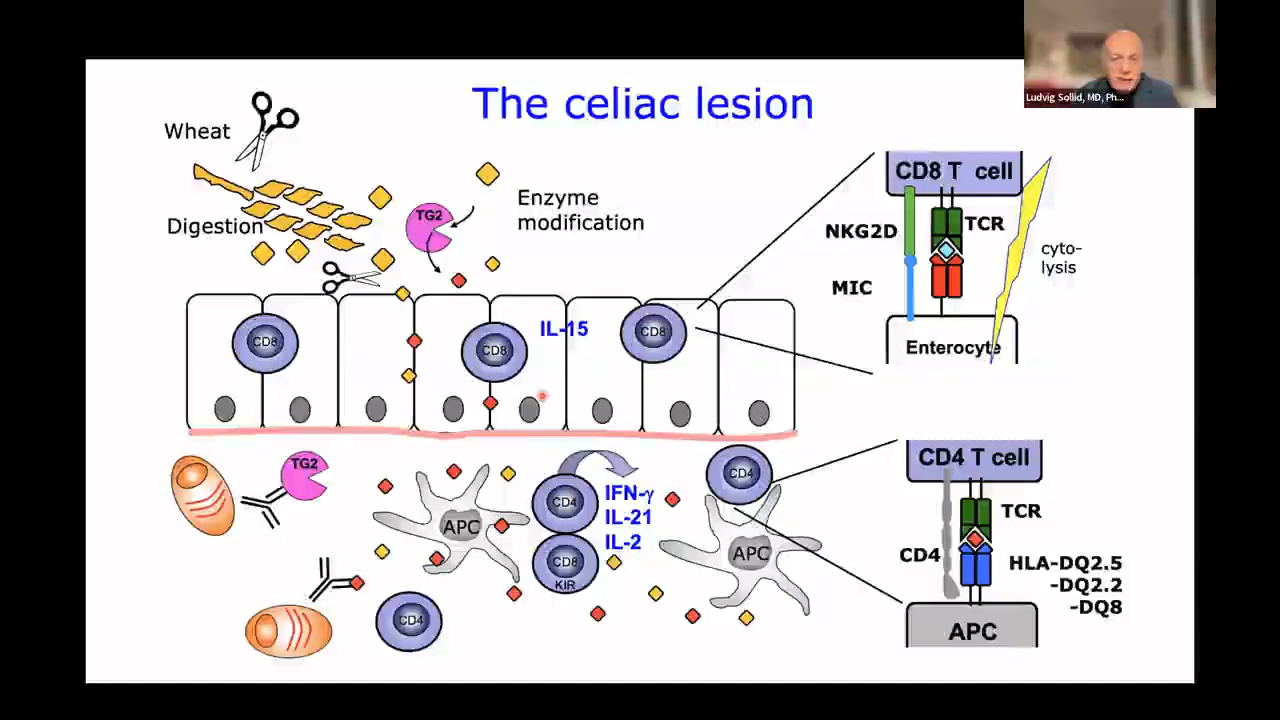 Ludvig Sollid, MD, Ph...
The celiac lesion
Wheat
Digestion
TG2
Enzyme
modification
CD8
CD8
IL-15
CD8
CD8 T cell
NKG2D
TCR
MIC
cyto-
lysis
Enterocyte
TG2
APC
CD4
CD8
KIR
IFN-γ
IL-21
IL-2
CD4
APC
CD4
CD4 T cell
TCR
CD4
HLA-DQ2.5
-DQ2.2
-DQ8
APC